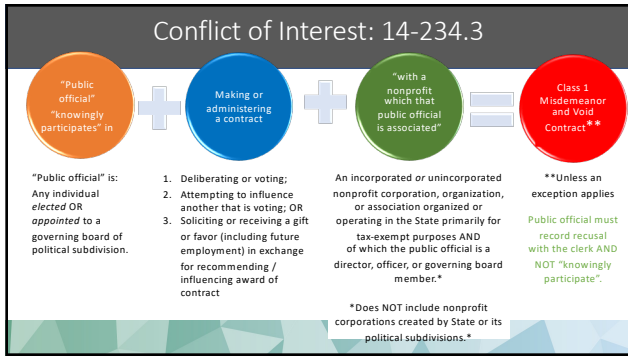 Conflict of Interest: 14-234.3
“Public
official”
“knowingly
participates” in
Making or
administering
a contract
“with a
nonprofit
which that
public official
is associated”
Class 1
Misdemeanor
and Void
Contract**
“Public official” is:
Any individual
elected OR
appointed to a
governing board of
political subdivision.
1. Deliberating or voting;
2. Attempting to influence
another that is voting; OR
3. Soliciting or receiving a gift
or favor (including future
employment) in exchange
for recommending /
influencing award of
contract
An incorporated or unincorporated
nonprofit corporation, organization,
or association organized or
operating in the State primarily for
tax-exempt purposes AND
of which the public official is a
director, officer, or governing board
member.*
*Does NOT include nonprofit
corporations created by State or its
political subdivisions.*
**Unless an
exception applies
Public official must
record recusal
with the clerk AND
NOT “knowingly
participate”.